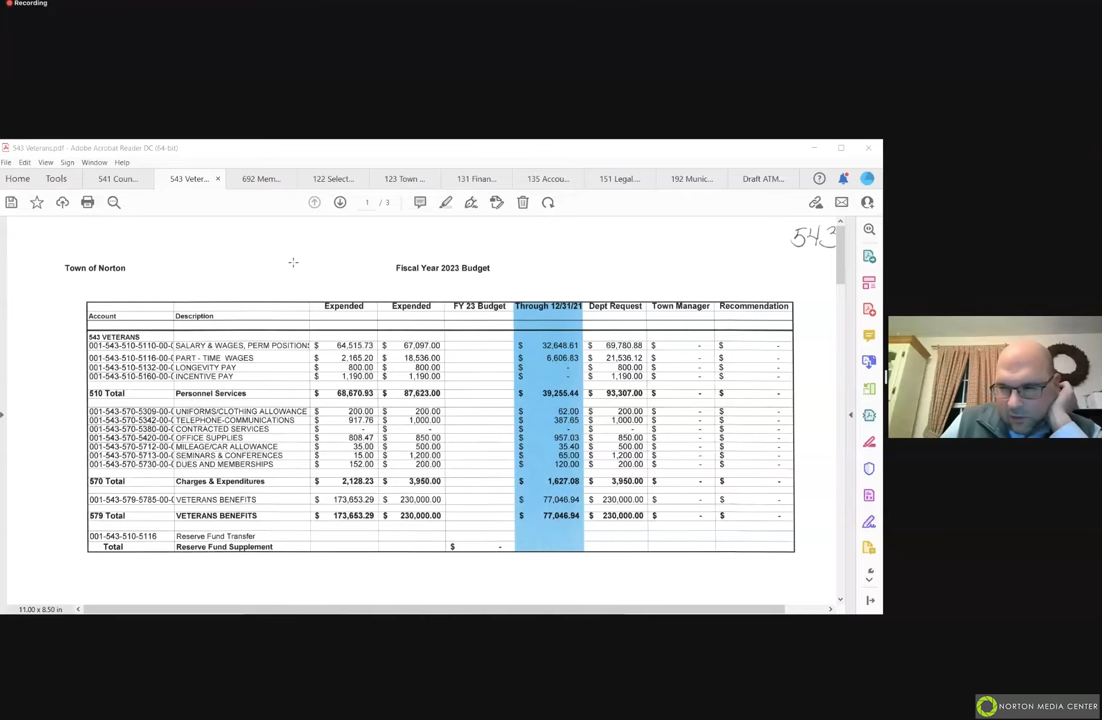 Recording
543 Veterans.pdf - Adobe Acrobat Reader DC (64-bit)
File Edit View Sign Window Help
Home Tools 541 Coun... 543 Veter... × 692 Mem... 122 Select... 123 Town ... 131 Finan... 135 Accou... 151 Legal... 192 Munic... Draft ATM...
1 / 3
543
Town of Norton Fiscal Year 2023 Budget
Expended Expended FY 23 Budget Through 12/31/21 Dept Request Town Manager Recommendation
Account Description
543 VETERANS
001-543-510-5110-00-0 SALARY & WAGES, PERM POSITIONS $ 64,515.73 $ 67,097.00 $ 32,648.61 $ 69,780.88 $ - $ -
001-543-510-5116-00-0 PART - TIME WAGES $ 2,165.20 $ 18,536.00 $ 6,606.83 $ 21,536.12 $ - $ -
001-543-510-5132-00-0 LONGEVITY PAY $ 800.00 $ 800.00 $ - $ 800.00 $ - $ -
001-543-510-5160-00-0 INCENTIVE PAY $ 1,190.00 $ 1,190.00 $ - $ 1,190.00 $ - $ -
510 Total Personnel Services $ 68,670.93 $ 87,623.00 $ 39,255.44 $ 93,307.00 $ - $ -
001-543-570-5309-00-0 UNIFORMS/CLOTHING ALLOWANCE $ 200.00 $ 200.00 $ 62.00 $ 200.00 $ - $ -
001-543-570-5342-00-0 TELEPHONE-COMMUNICATIONS $ 917.76 $ 1,000.00 $ 387.65 $ 1,000.00 $ - $ -
001-543-570-5380-00-0 CONTRACTED SERVICES $ - $ - $ - $ - $ - $ -
001-543-570-5420-00-0 OFFICE SUPPLIES $ 808.47 $ 850.00 $ 957.03 $ 850.00 $ - $ -
001-543-570-5712-00-0 MILEAGE/CAR ALLOWANCE $ 35.00 $ 500.00 $ 35.40 $ 500.00 $ - $ -
001-543-570-5713-00-0 SEMINARS & CONFERENCES $ 15.00 $ 1,200.00 $ 65.00 $ 1,200.00 $ - $ -
001-543-570-5730-00-0 DUES AND MEMBERSHIPS $ 152.00 $ 200.00 $ 120.00 $ 200.00 $ - $ -
570 Total Charges & Expenditures $ 2,128.23 $ 3,950.00 $ 1,627.08 $ 3,950.00 $ - $ -
001-543-579-5785-00-0 VETERANS BENEFITS $ 173,653.29 $ 230,000.00 $ 77,046.94 $ 230,000.00 $ - $ -
579 Total VETERANS BENEFITS $ 173,653.29 $ 230,000.00 $ 77,046.94 $ 230,000.00 $ - $ -
001-543-510-5116 Reserve Fund Transfer
Total Reserve Fund Supplement $ -
11.00 x 8.50 in
NORTON MEDIA CENTER